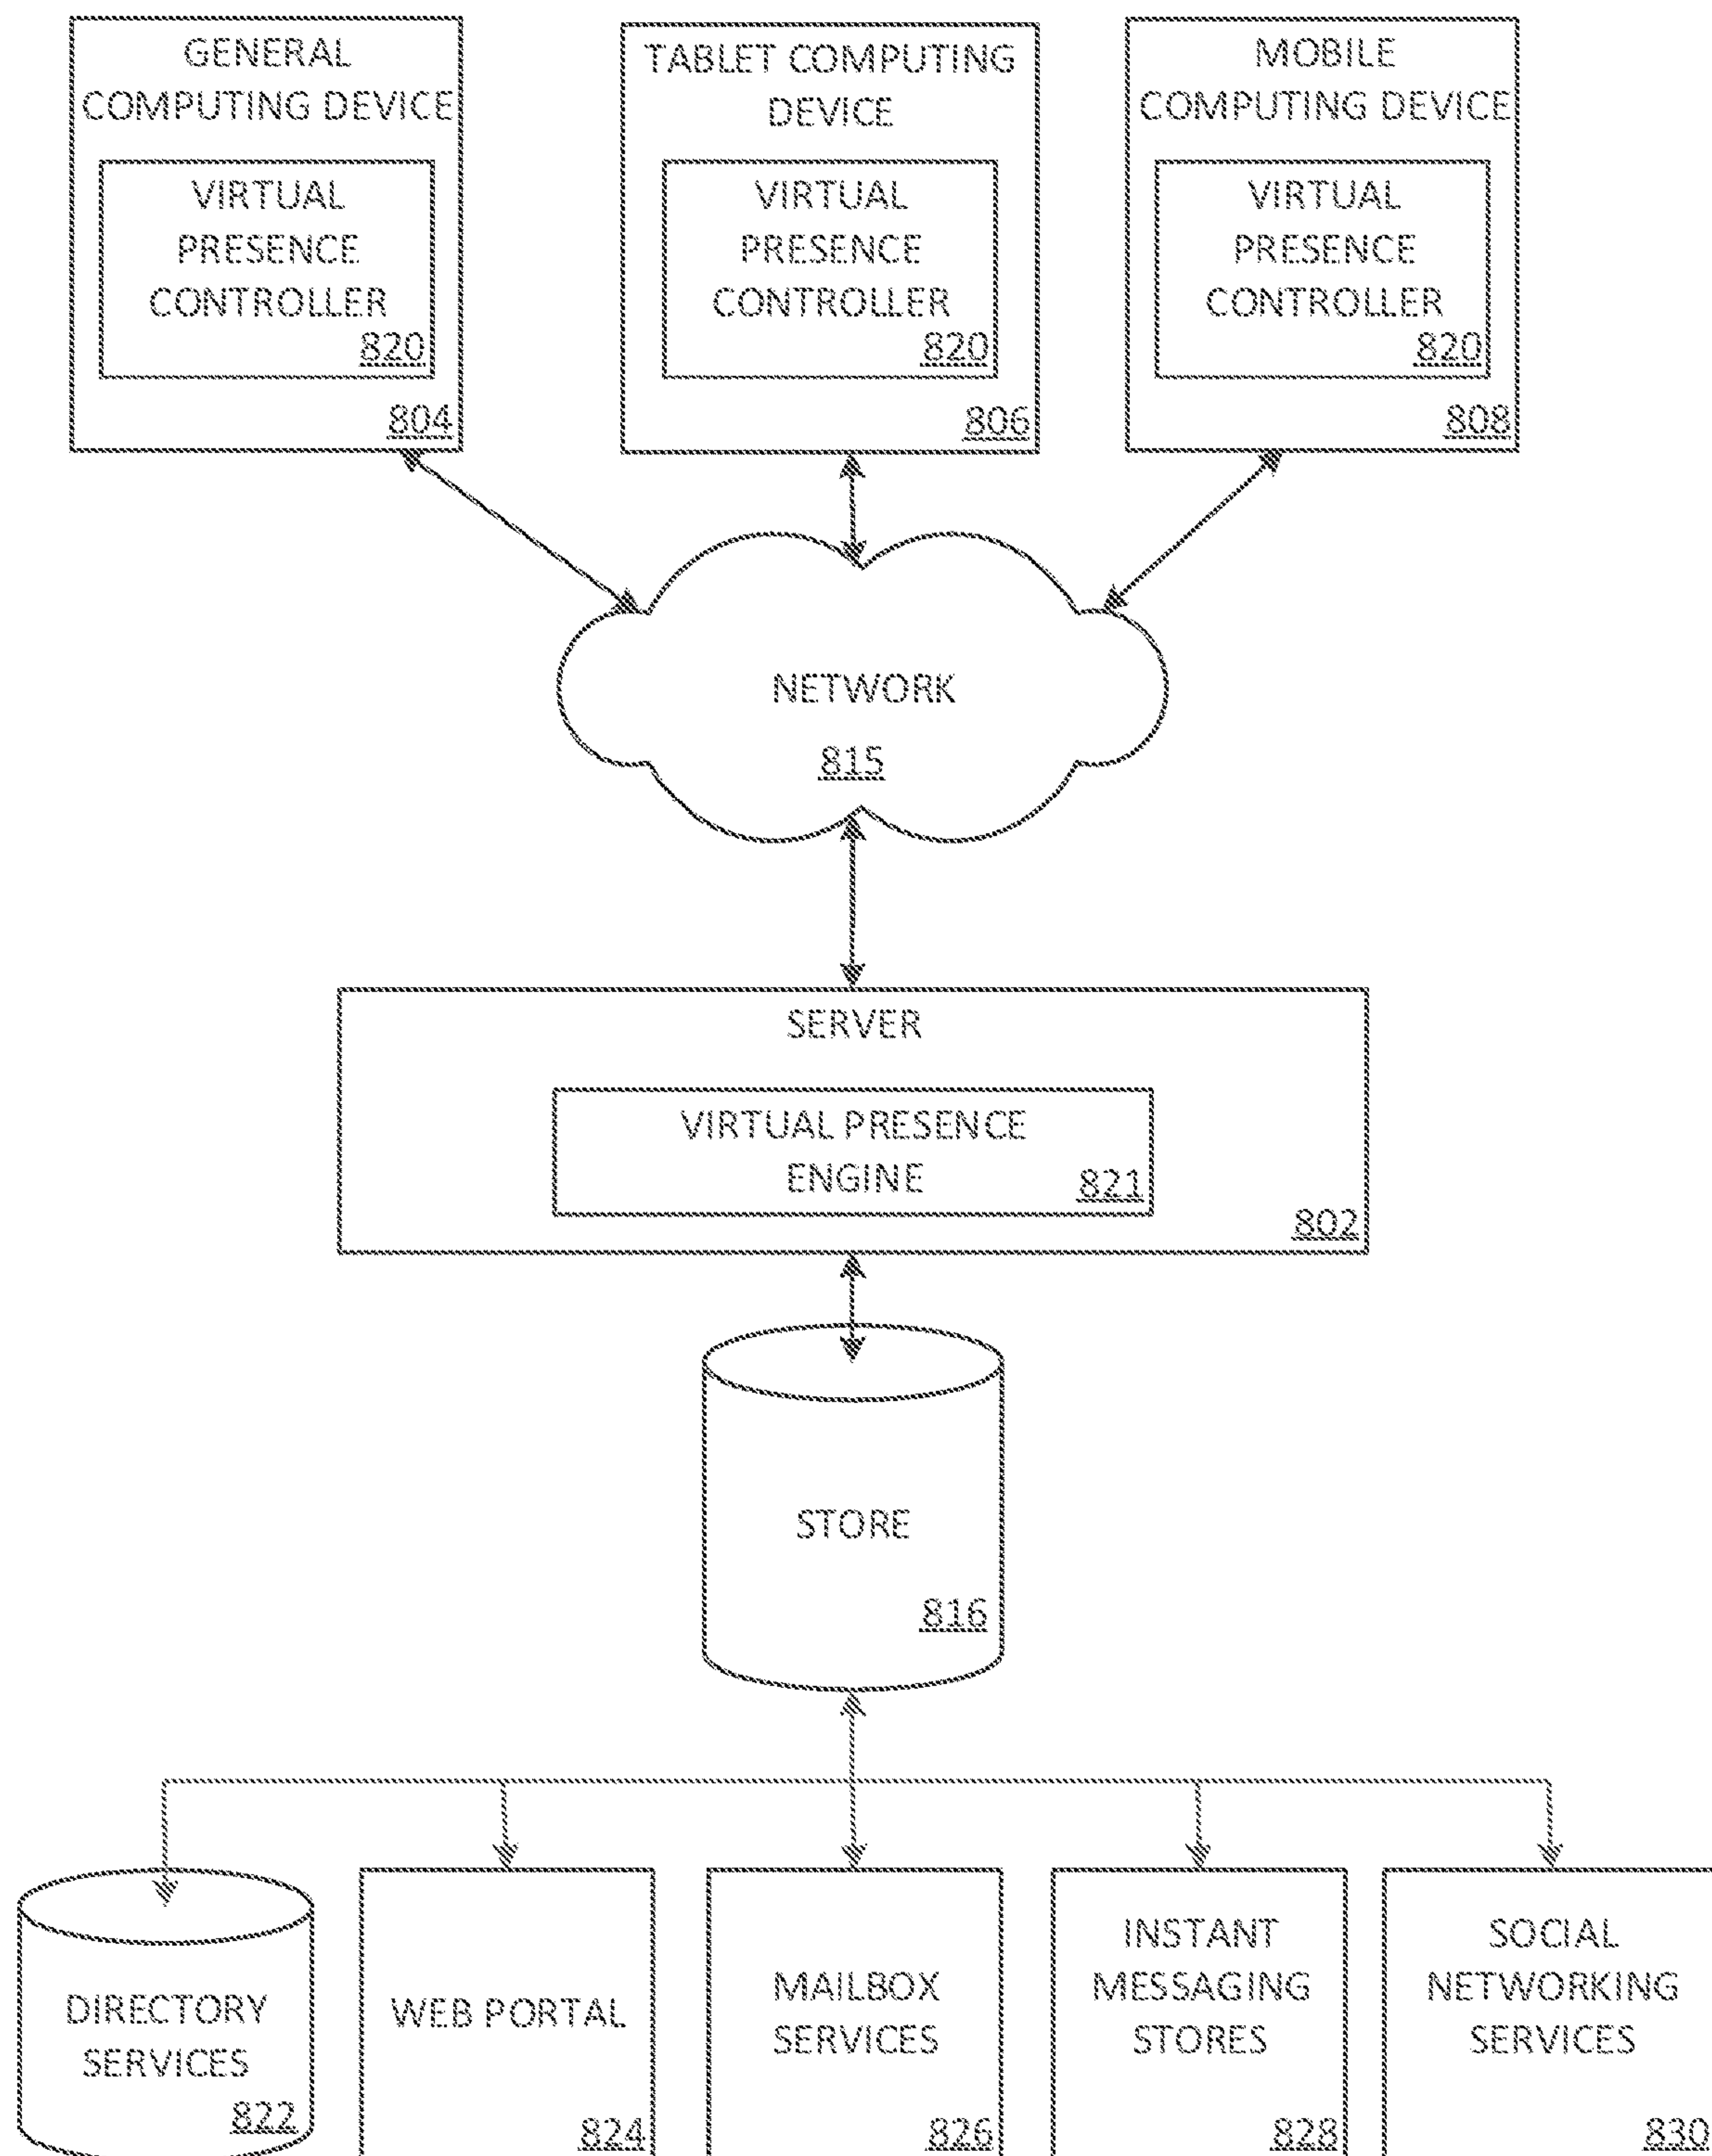 GENERAL
COMPUTING DEVICE
VIRTUAL
PRESENCE
CONTROLLER
820
804
TABLET COMPUTING
DEVICE
VIRTUAL
PRESENCE
CONTROLLER
820
806
MOBILE
COMPUTING DEVICE
VIRTUAL
PRESENCE
CONTROLLER
820
808
NETWORK
815
SERVER
VIRTUAL PRESENCE
ENGINE
821
802
STORE
816
DIRECTORY
SERVICES
822
WEB PORTAL
824
MAILBOX
SERVICES
826
INSTANT
MESSAGING
STORES
828
SOCIAL
NETWORKING
SERVICES
830